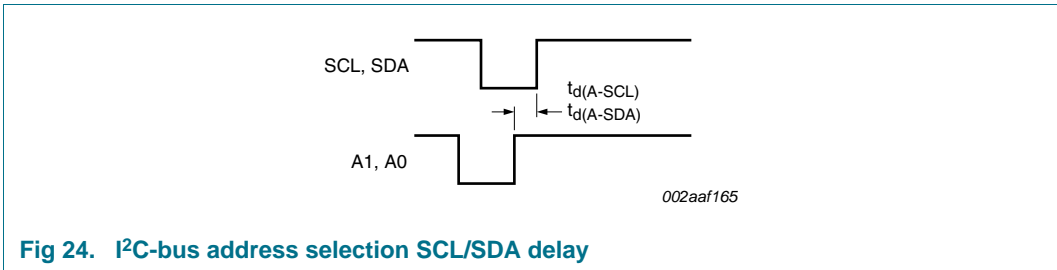 SCL, SDA
td(A-SCL)
td(A-SDA)
A1, A0
002aaf165
Fig 24. I2C-bus address selection SCL/SDA delay